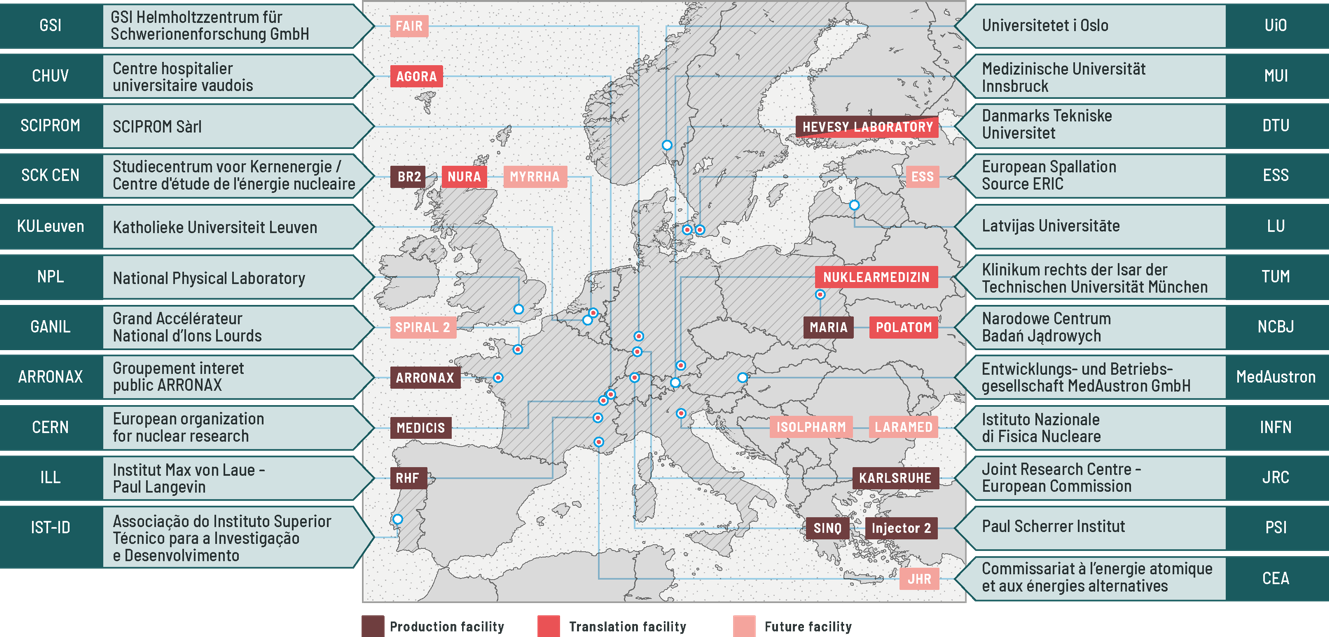 GSI
GSI Helmholtzzentrum für
Schwerionenforschung GmbH
FAIR
CHUV
Centre hospitalier
universitaire vaudois
AGORA
SCIPROM
SCIPROM Sàrl
SCK CEN
Studiecentrum voor Kernenergie /
Centre d'étude de l'énergie nucleaire
BR2 NURA MYRRHA
KULeuven
Katholieke Universiteit Leuven
NPL
National Physical Laboratory
GANIL
Grand Accélérateur
National d'Ions Lourds
SPIRAL 2
ARRONAX
Groupement interet
public ARRONAX
ARRONAX
CERN
European organization
for nuclear research
MEDICIS
ILL
Institut Max von Laue -
Paul Langevin
RHF
IST-ID
Associação do Instituto Superior
Técnico para a Investigação
e Desenvolvimento
Universitetet i Oslo
UiO
Medizinische Universität
Innsbruck
MUI
HEVESY LABORATORY
Danmarks Tekniske
Universitet
DTU
ESS
European Spallation
Source ERIC
ESS
Latvijas Universitāte
LU
NUKLEARMEDIZIN
Klinikum rechts der Isar der
Technischen Universität München
TUM
MARIA POLATOM
Narodowe Centrum
Badań Jądrowych
NCBJ
Entwicklungs- und Betriebs-
gesellschaft MedAustron GmbH
MedAustron
ISOLPHARM LARAMED
Istituto Nazionale
di Fisica Nucleare
INFN
KARLSRUHE
Joint Research Centre -
European Commission
JRC
SINQ Injector 2
Paul Scherrer Institut
PSI
JHR
Commissariat à l'energie atomique
et aux énergies alternatives
CEA
Production facility
Translation facility
Future facility